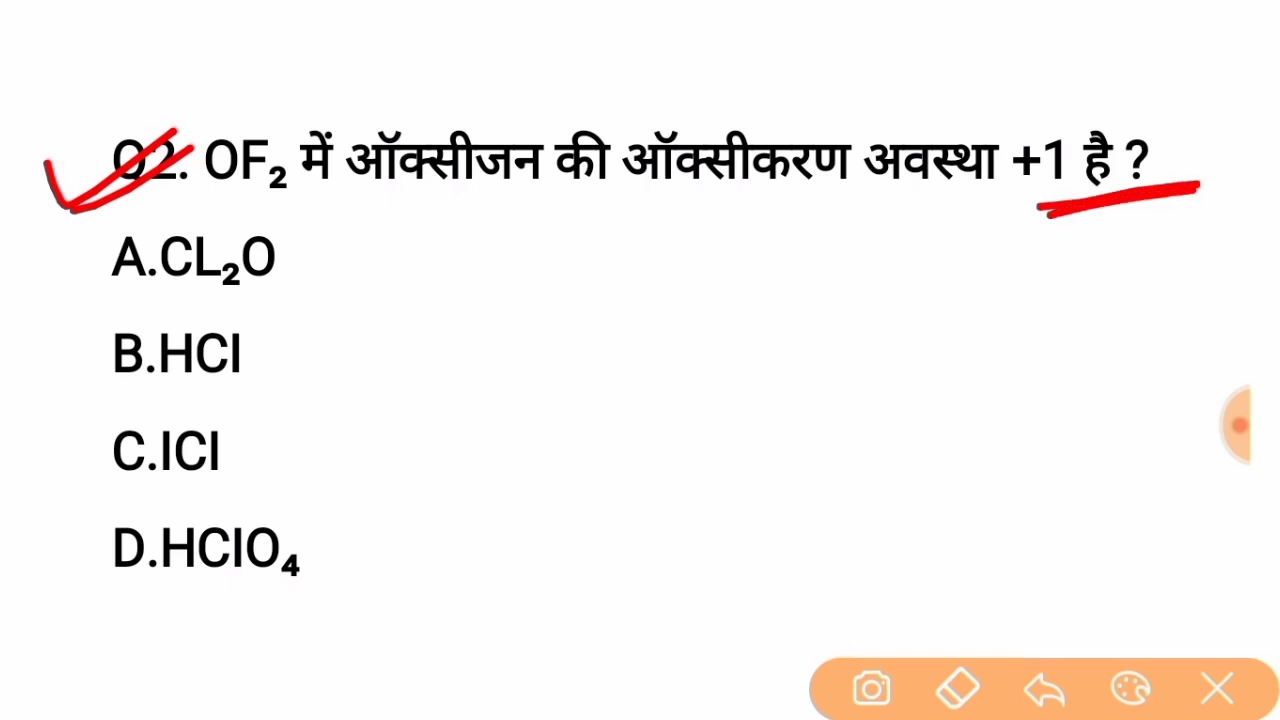 Q2. OF₂ में ऑक्सीजन की ऑक्सीकरण अवस्था +1 है ?
A.CL₂O
B.HCl
C.ICl
D.HClO₄